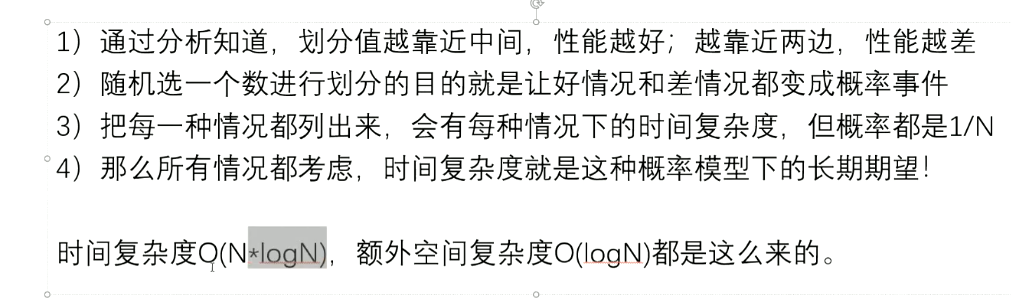 1）通过分析知道，划分值越靠近中间，性能越好；越靠近两边，性能越差
2）随机选一个数进行划分的目的就是让好情况和差情况都变成概率事件
3）把每一种情况都列出来，会有每种情况下的时间复杂度，但概率都是1/N
4）那么所有情况都考虑，时间复杂度就是这种概率模型下的长期期望！
时间复杂度O(N*logN)，额外空间复杂度O(logN)都是这么来的。